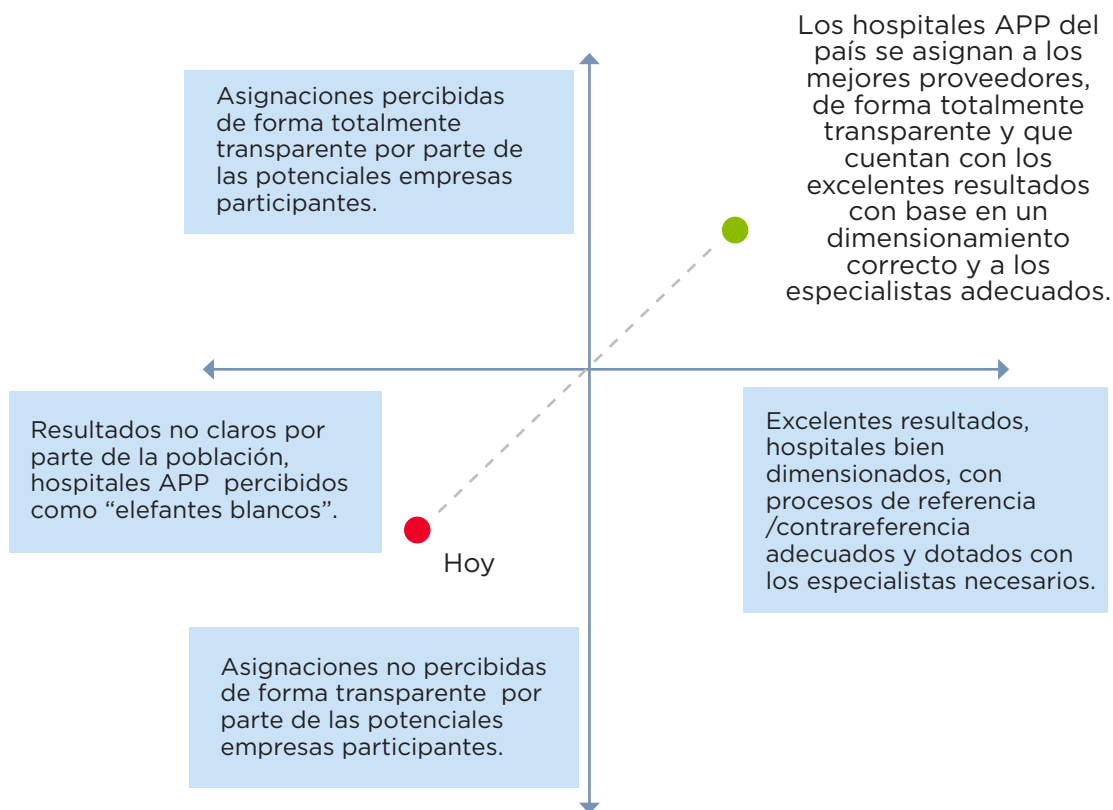 Los hospitales APP del
país se asignan a los
mejores proveedores,
de forma totalmente
transparente y que
cuentan con los
excelentes resultados
con base en un
dimensionamiento
correcto y a los
especialistas adecuados.
Asignaciones percibidas
de forma totalmente
transparente por parte de
las potenciales empresas
participantes.
Resultados no claros por
parte de la población,
hospitales APP percibidos
como “elefantes blancos”.
Excelentes resultados,
hospitales bien
dimensionados, con
procesos de referencia
/contrareferencia
adecuados y dotados con
los especialistas necesarios.
Hoy
Asignaciones no percibidas
de forma transparente por
parte de las potenciales
empresas participantes.